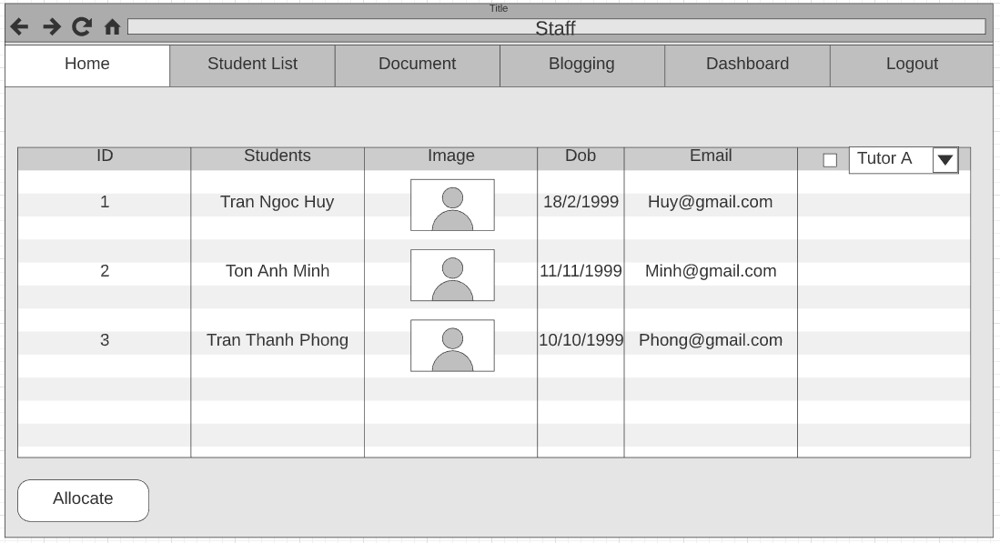 Title
Staff
Home Student List Document Blogging Dashboard Logout
ID Students Image Dob Email Tutor A
1 Tran Ngoc Huy 18/2/1999 Huy@gmail.com
2 Ton Anh Minh 11/11/1999 Minh@gmail.com
3 Tran Thanh Phong 10/10/1999 Phong@gmail.com
Allocate